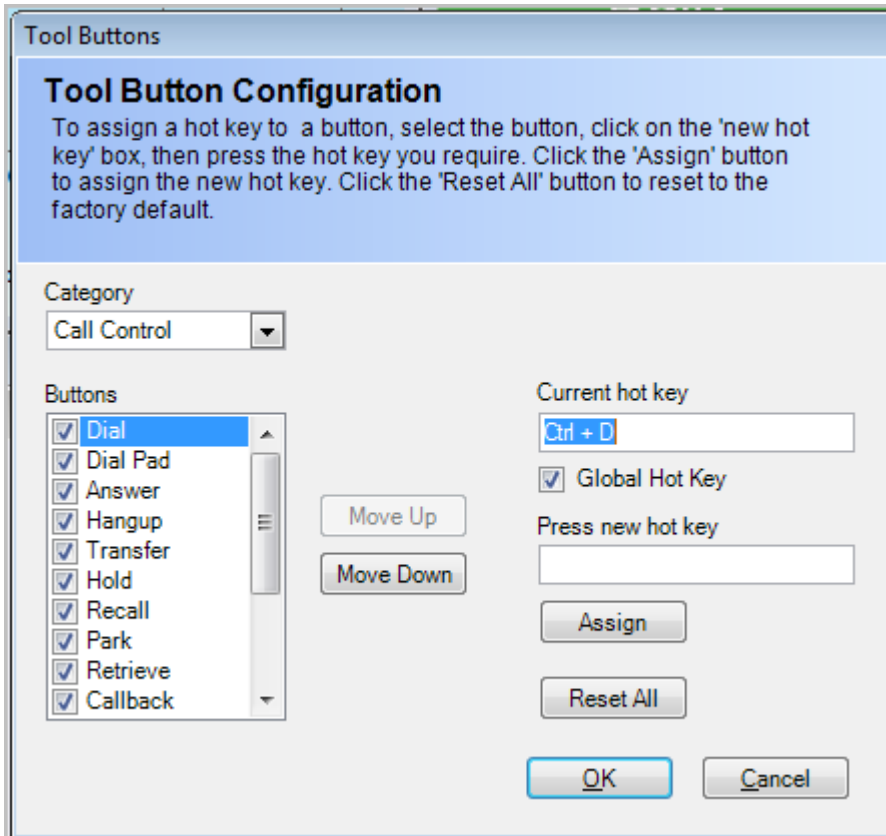 Tool Buttons
Tool Button Configuration
To assign a hot key to  a button, select the button, click on the 'new hot
key' box, then press the hot key you require. Click the 'Assign' button
to assign the new hot key. Click the 'Reset All' button to reset to the
factory default.
Category
Call Control
Buttons
Dial
Dial Pad
Answer
Hangup
Transfer
Hold
Recall
Park
Retrieve
Callback
Move Up
Move Down
Current hot key
Ctrl + D
Global Hot Key
Press new hot key
Assign
Reset All
OK
Cancel